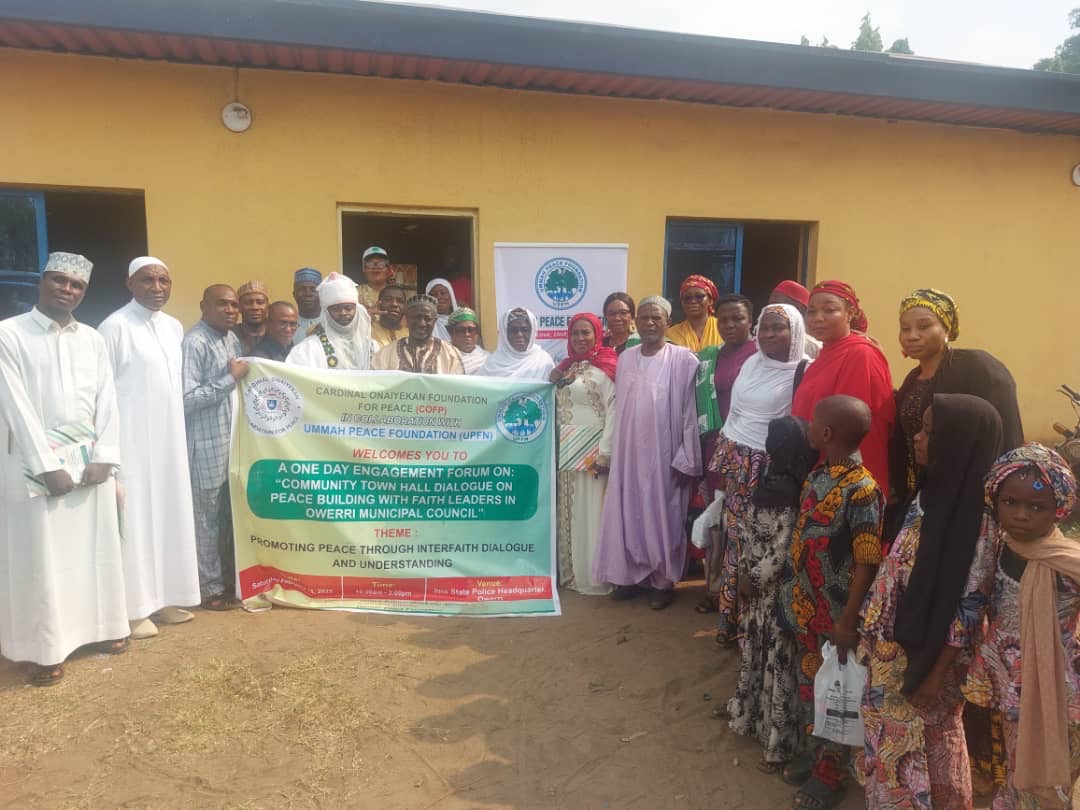 UMMAH PEACE FOUNDATION
UPFN
CARDINAL ONAIYEKAN FOUNDATION
FOR PEACE (COFP)
IN COLLABORATION WITH
UMMAH PEACE FOUNDATION (UPFN)
WELCOMES YOU TO
A ONE DAY ENGAGEMENT FORUM ON:
"COMMUNITY TOWN HALL DIALOGUE ON
PEACE BUILDING WITH FAITH LEADERS IN
OWERRI MUNICIPAL COUNCIL"
THEME :
PROMOTING PEACE THROUGH INTERFAITH DIALOGUE
AND UNDERSTANDING
Time:
Venue:
State Police Headquarter,
Owerri